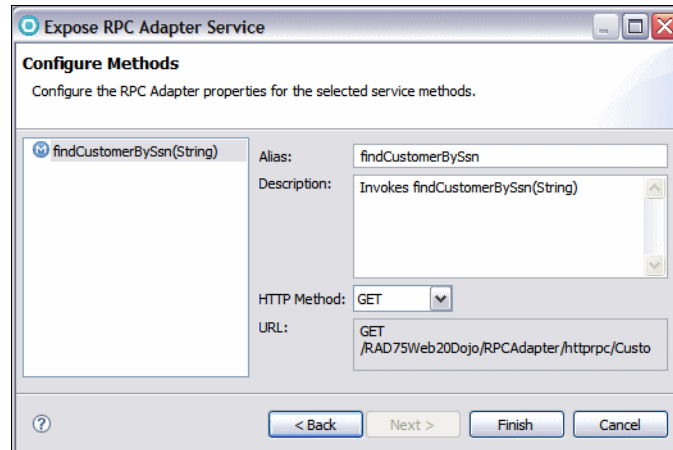 Expose RPC Adapter Service
Configure Methods
Configure the RPC Adapter properties for the selected service methods.
M findCustomerBySsn(String)
Alias: findCustomerBySsn
Description: Invokes findCustomerBySsn(String)
HTTP Method: GET
URL: GET
/RAD75Web20Dojo/RPCAdapter/httprpc/Custo
? < Back Next > Finish Cancel